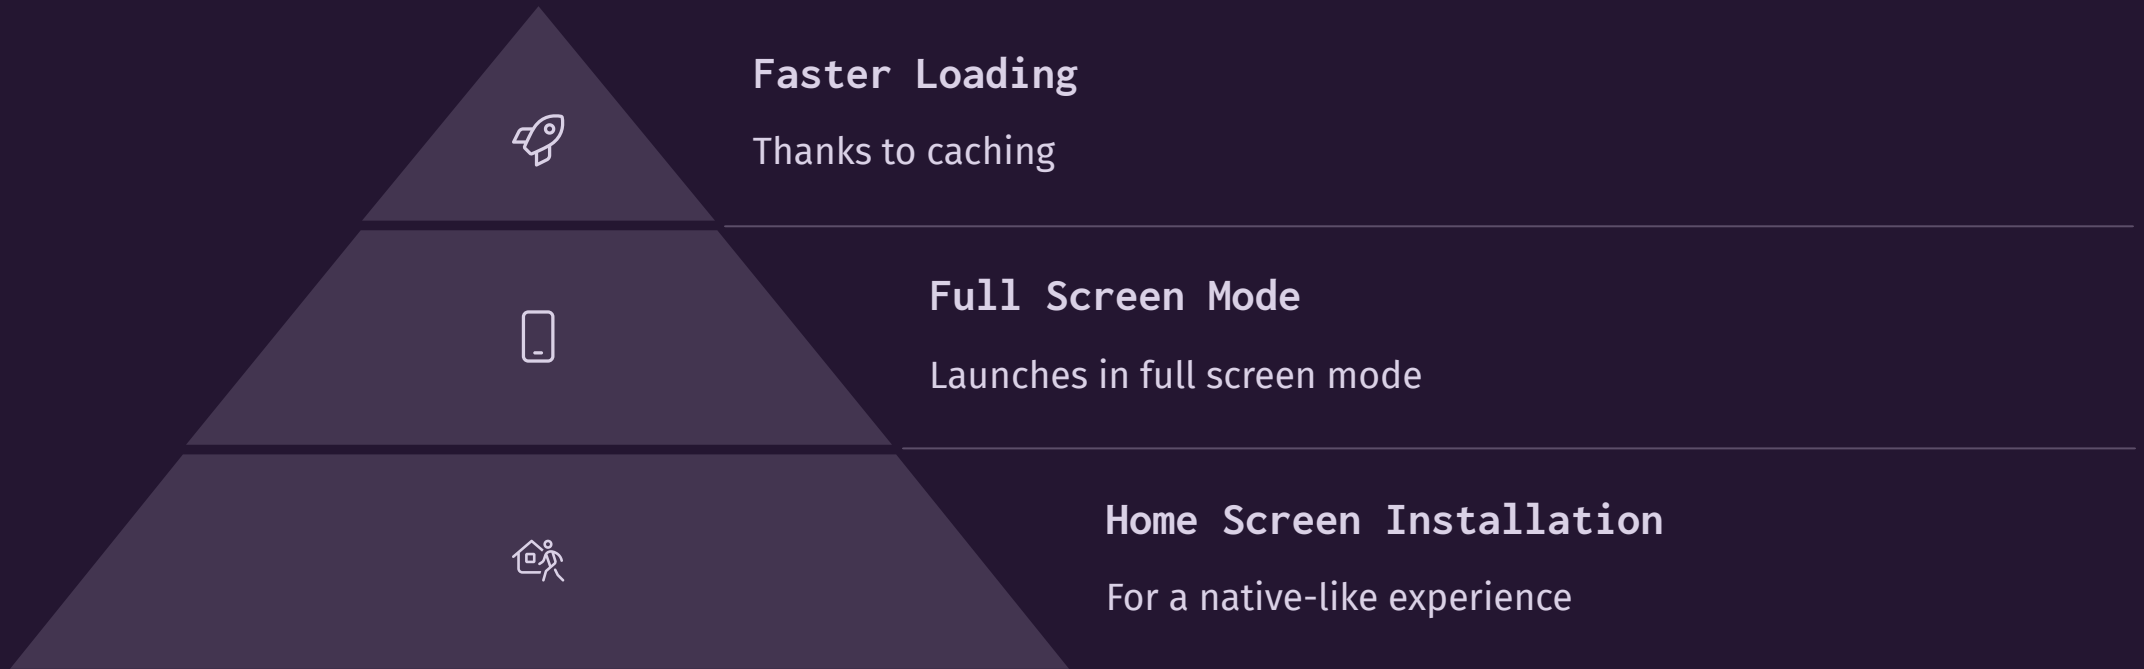 Faster Loading
Thanks to caching
Full Screen Mode
Launches in full screen mode
Home Screen Installation
For a native-like experience